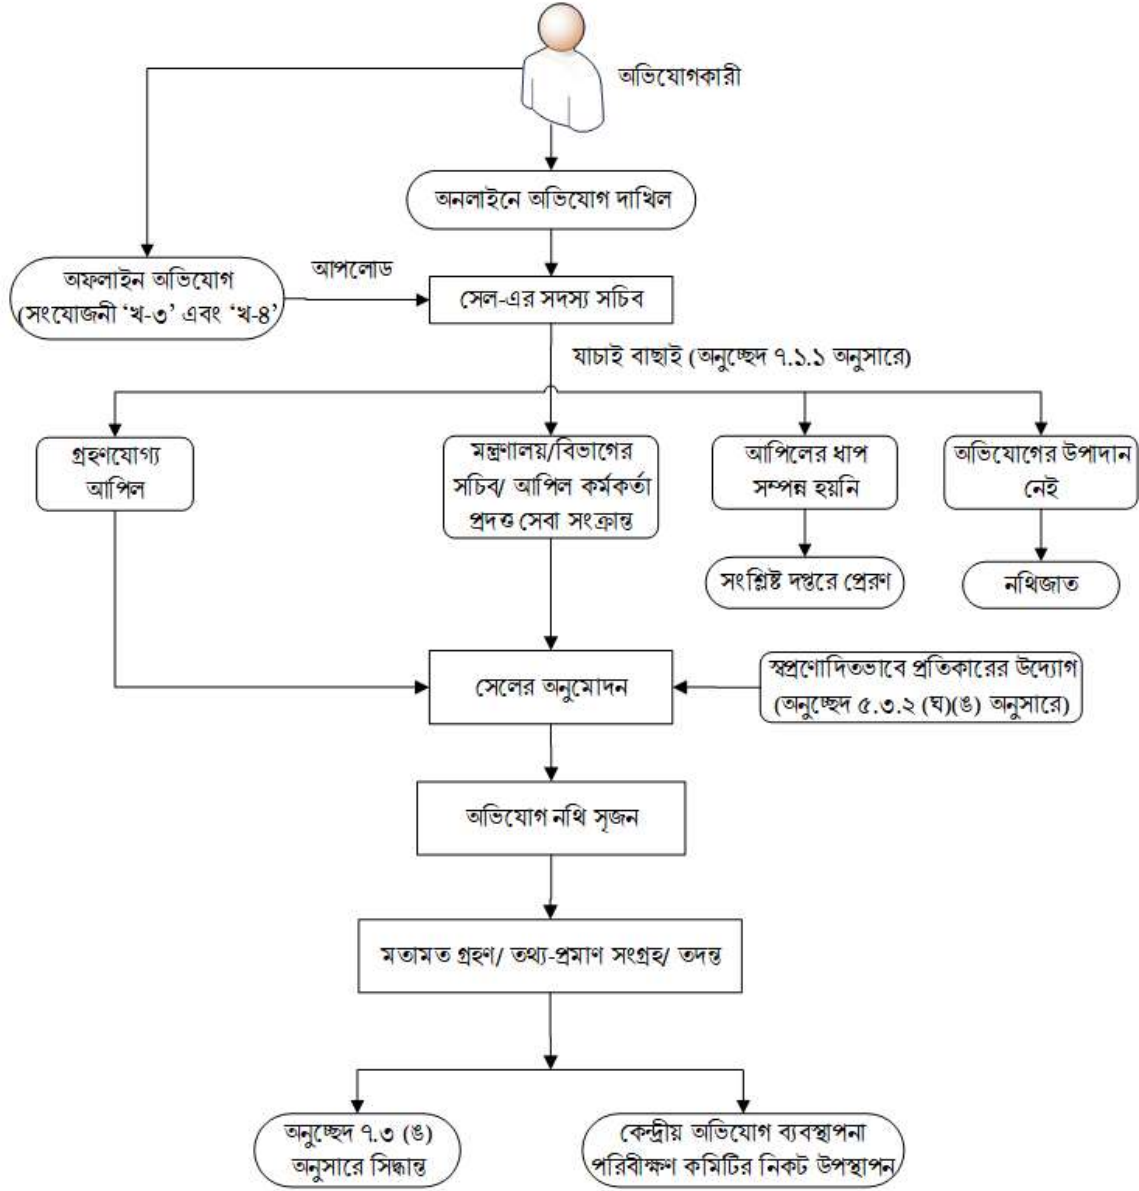 অভিযোগকারী
অনলাইনে অভিযোগ দাখিল
অফলাইন অভিযোগ
(সংযোজনী ‘খ-৩’ এবং ‘খ-৪’
আপলোড
সেল-এর সদস্য সচিব
যাচাই বাছাই (অনুচ্ছেদ ৭.১.১ অনুসারে)
গ্রহণযোগ্য
আপিল
মন্ত্রণালয়/বিভাগের
সচিব/ আপিল কর্মকর্তা
প্রদত্ত সেবা সংক্রান্ত
আপিলের ধাপ
সম্পন্ন হয়নি
অভিযোগের উপাদান
নেই
সংশ্লিষ্ট দপ্তরে প্রেরণ
নথিজাত
সেলের অনুমোদন
স্বপ্রণোদিতভাবে প্রতিকারের উদ্যোগ
(অনুচ্ছেদ ৫.৩.২ (ঘ)(ঙ) অনুসারে)
অভিযোগ নথি সৃজন
মতামত গ্রহণ/ তথ্য-প্রমাণ সংগ্রহ/ তদন্ত
অনুচ্ছেদ ৭.৩ (ঙ)
অনুসারে সিদ্ধান্ত
কেন্দ্রীয় অভিযোগ ব্যবস্থাপনা
পরিবীক্ষণ কমিটির নিকট উপস্থাপন